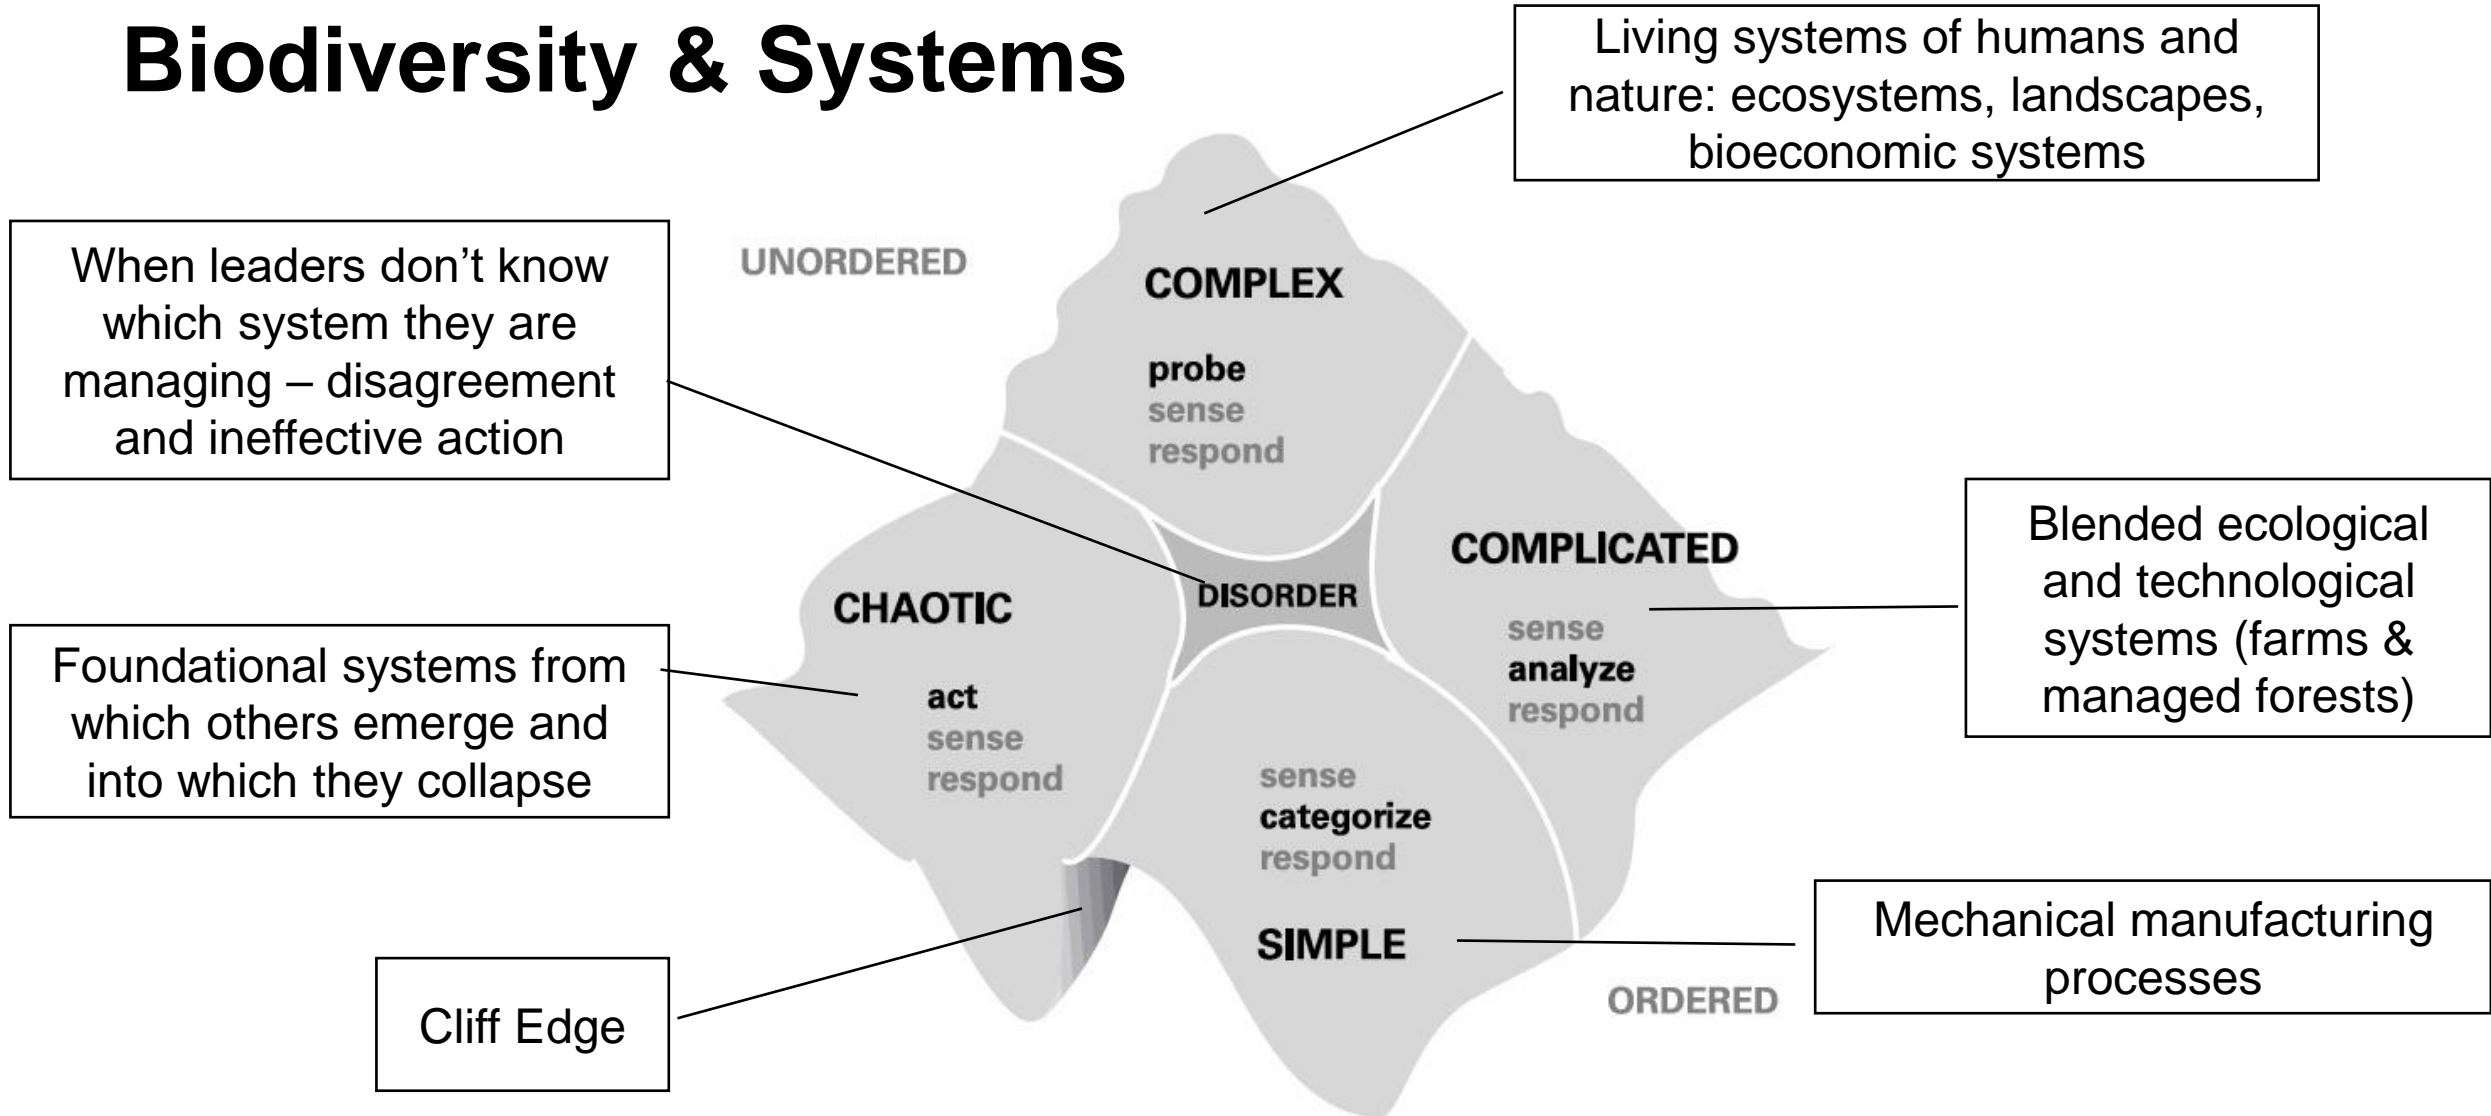 Biodiversity & Systems
Living systems of humans and
nature: ecosystems, landscapes,
bioeconomic systems
When leaders don’t know
which system they are
managing – disagreement
and ineffective action
UNORDERED
COMPLEX
probe
sense
respond
COMPLICATED
sense
analyze
respond
Blended ecological
and technological
systems (farms &
managed forests)
DISORDER
CHAOTIC
act
sense
respond
Foundational systems from
which others emerge and
into which they collapse
sense
categorize
respond
SIMPLE
Mechanical manufacturing
processes
ORDERED
Cliff Edge